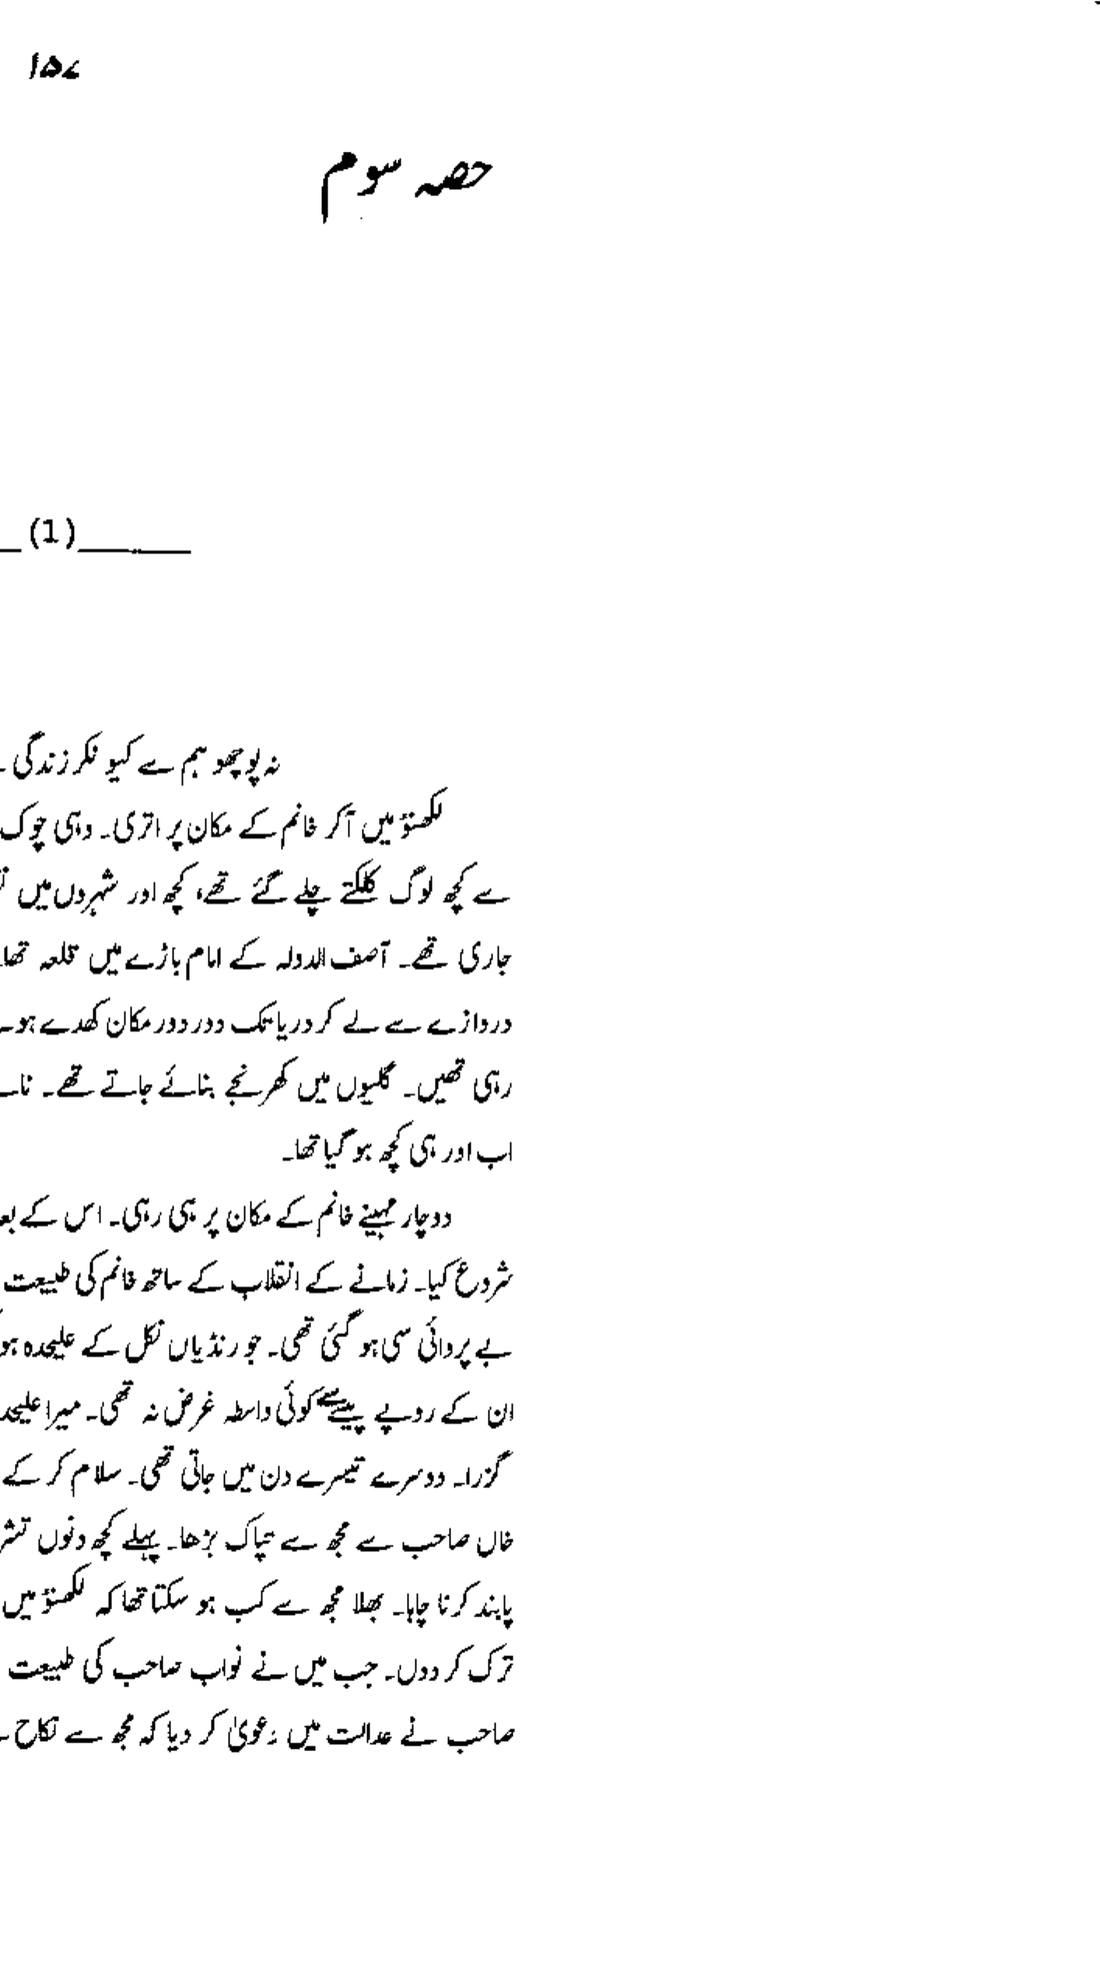 ۱۵۷
حصہ سوم
(1)
نہ پوچھو ہم سے کیو نکر زندگی
لکھنؤ میں آکر خانم کے مکان پر اتری۔ وہی چوک
سے کچھ لوگ کلکتے چلے گئے تھے، کچھ اور شہروں میں
جاری تھے۔ آصف الدولہ کے امام باڑے میں قلعہ تھا
دروازے سے لے کر دریا تک دور دور مکان کھدے
رہی تھیں۔ گلیوں میں کھرنجے بنائے جاتے تھے۔
اب اور ہی کچھ ہو گیا تھا۔
دو چار مہینے خانم کے مکان پر ہی رہی۔ اس کے
شروع کیا۔ زمانے کے انقلاب کے ساتھ خانم کی طبیعت
بے پروائی سی ہو گئی تھی۔ جو رنڈیاں نکل کے علیحدہ
ان کے روپے پیسے سے کوئی واسطہ غرض نہ تھی۔ میرا
گزرا۔ دوسرے تیسرے دن میں جاتی تھی۔ سلام کر کے
خاں صاحب سے مجھ سے تپاک بڑھا۔ پہلے کچھ دنوں
پابند کرنا چاہا۔ بھلا مجھ سے کب ہو سکتا تھا کہ لکھنؤ میں
ترک کر دوں۔ جب میں نے نواب صاحب کی طبیعت
صاحب نے عدالت میں دعویٰ کر دیا کہ مجھ سے نکاح